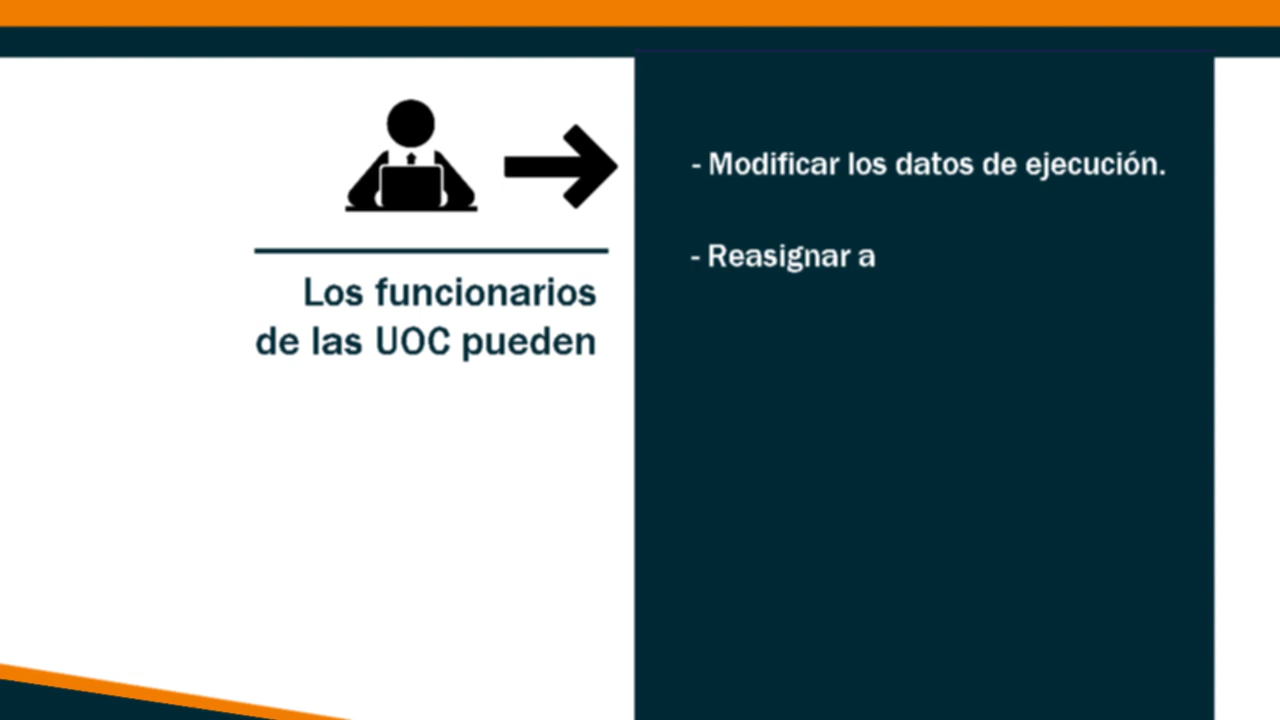 Los funcionarios
de las UOC pueden
- Modificar los datos de ejecución.
- Reasignar a